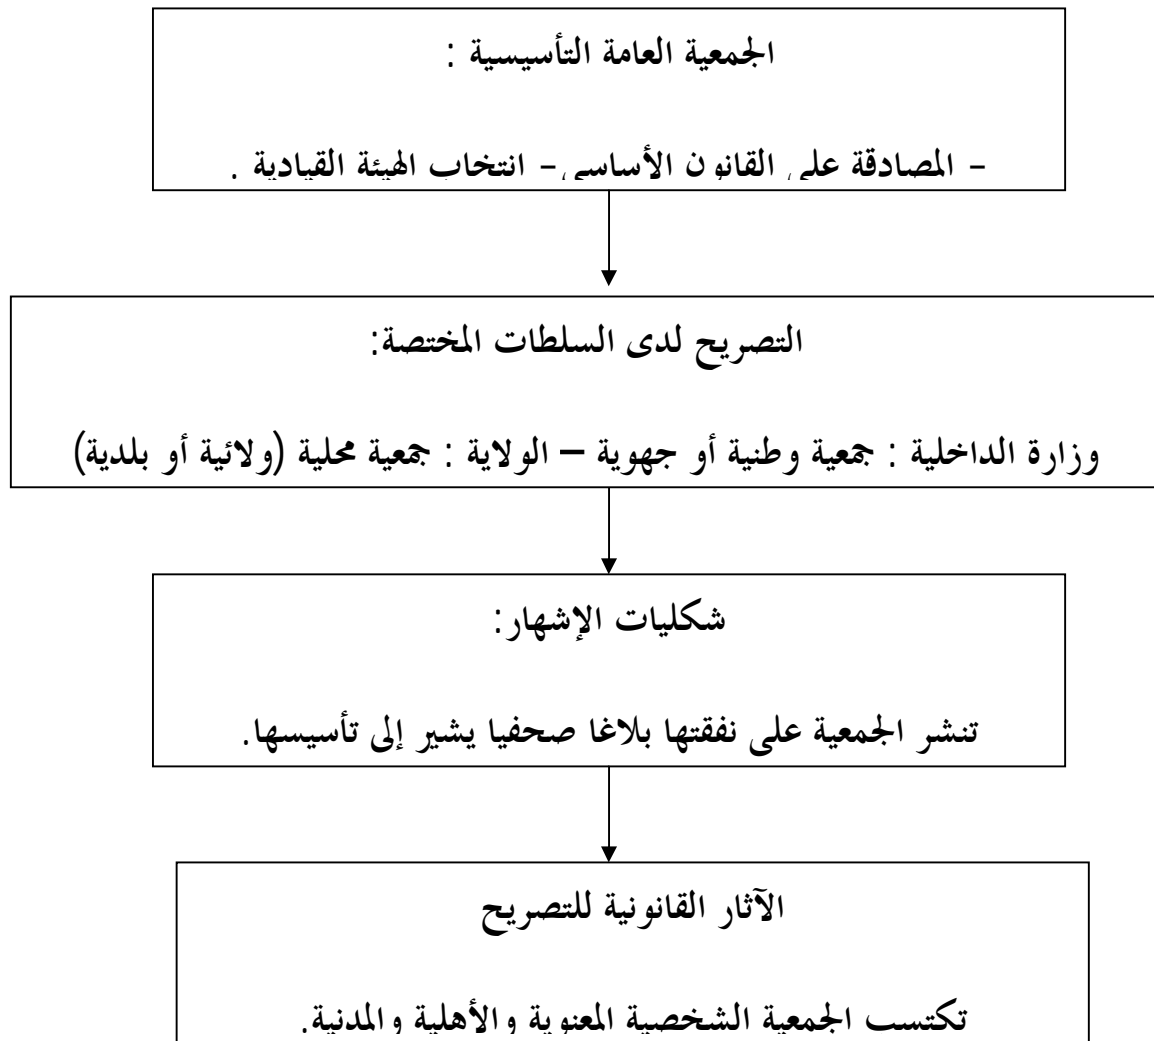 الجمعية العامة التأسيسية :
- المصادقة على القانون الأساسي- انتخاب الهيئة القيادية .
التصريح لدى السلطات المختصة:
وزارة الداخلية : جمعية وطنية أو جهوية – الولاية : جمعية محلية (ولائية أو بلدية)
شكليات الإشهار:
تنشر الجمعية على نفقتها بلاغا صحفيا يشير إلى تأسيسها.
الآثار القانونية للتصريح
تكتسب الجمعية الشخصية المعنوية والأهلية والمدنية.